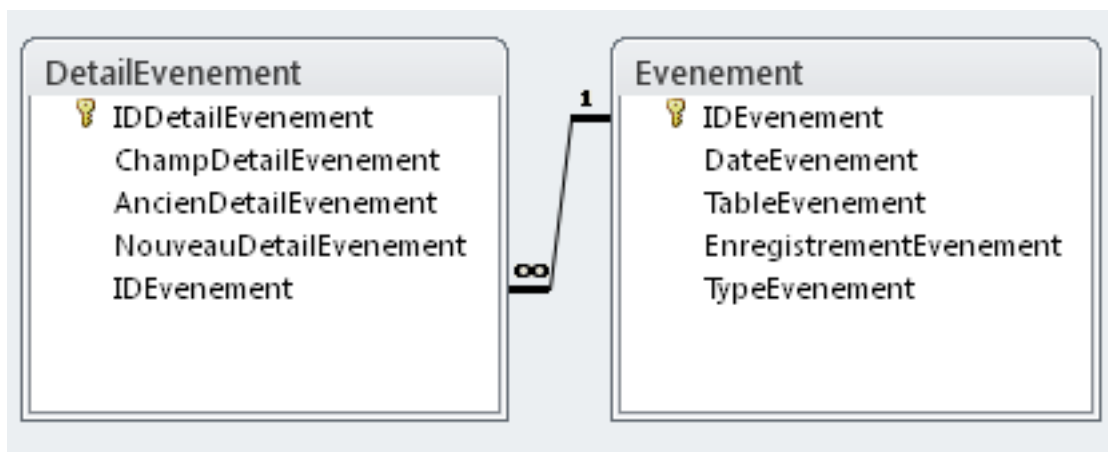 DetailEvenement
IDDetailEvenement
ChampDetailEvenement
AncienDetailEvenement
NouveauDetailEvenement
IDEvenement
∞
1
Evenement
IDEvenement
DateEvenement
TableEvenement
EnregistrementEvenement
TypeEvenement